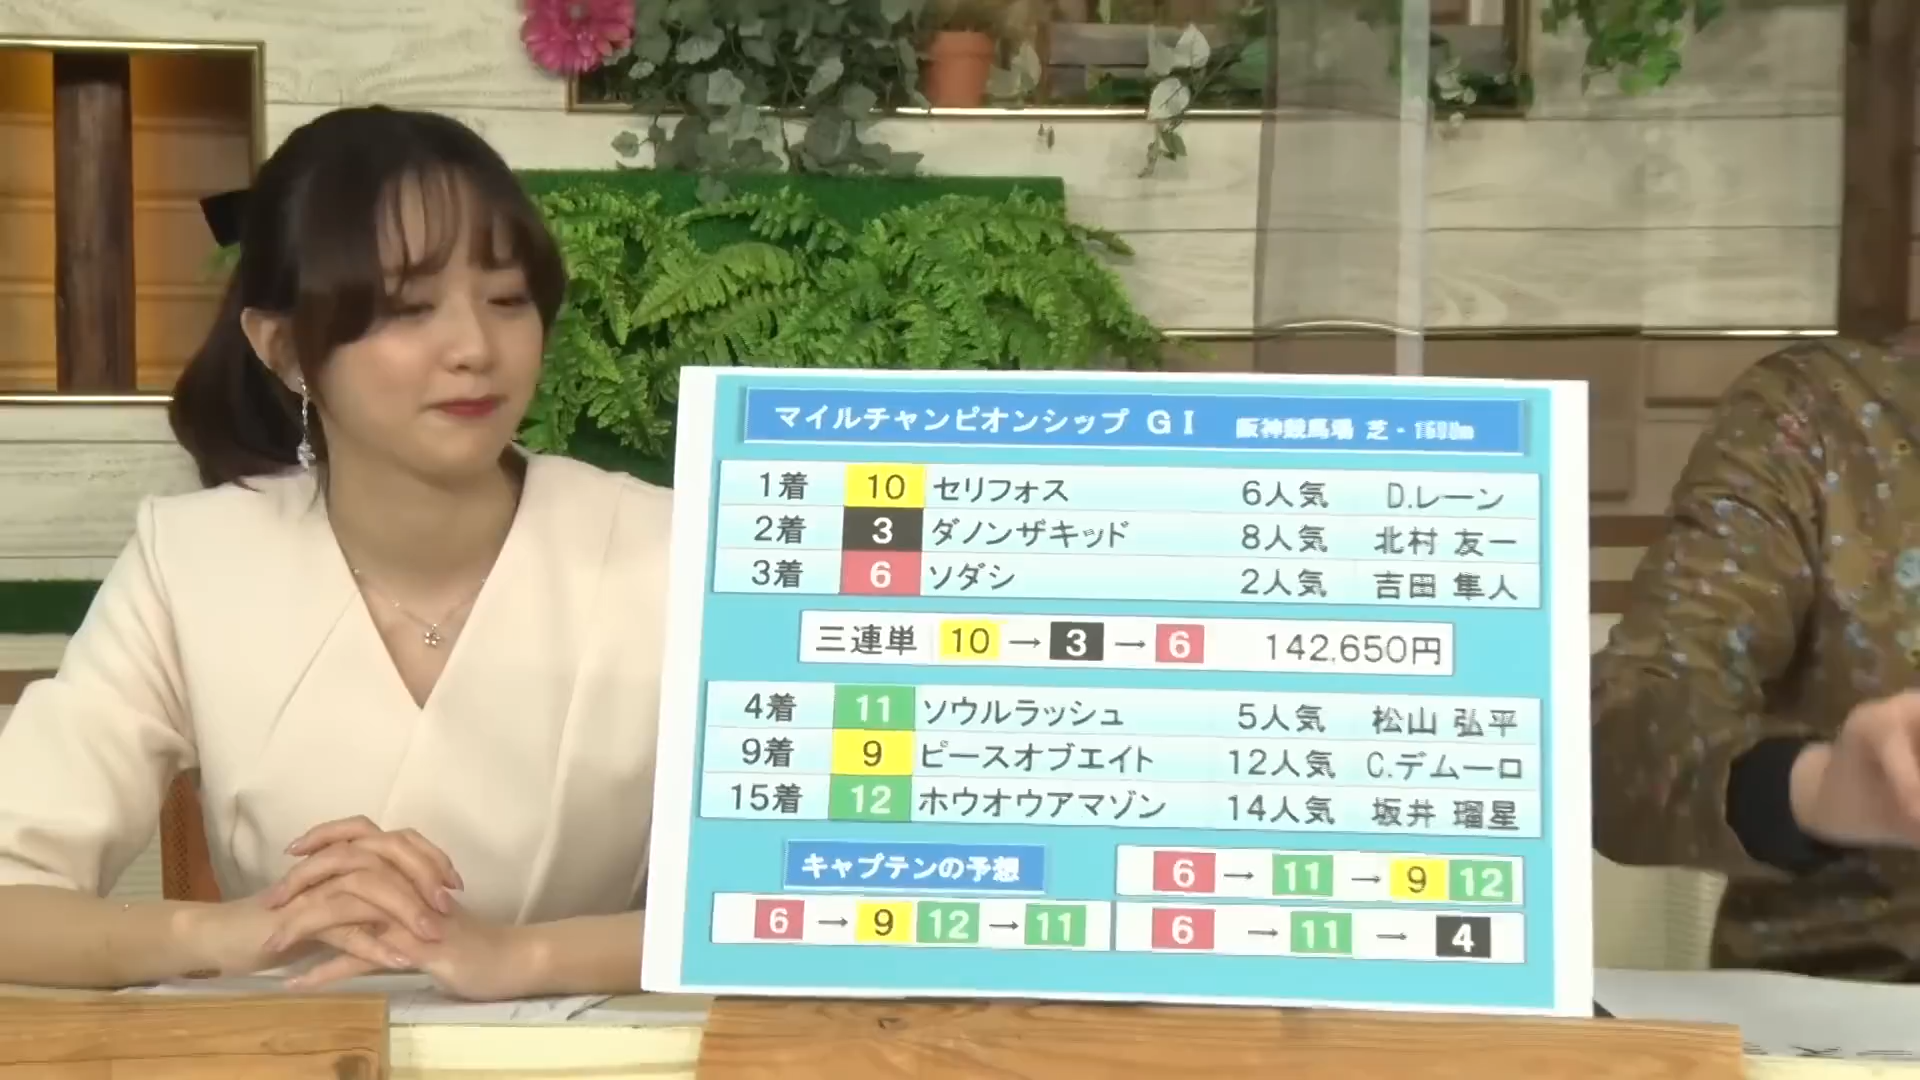 マイルチャンピオンシップ GⅠ 阪神競馬場 芝・1600m
1着 10 セリフォス 6人気 D.レーン
2着 3 ダノンザキッド 8人気 北村 友一
3着 6 ソダシ 2人気 吉田 隼人
三連単 10→3→6 142,650円
4着 11 ソウルラッシュ 5人気 松山 弘平
9着 9 ピースオブエイト 12人気 C.デムーロ
15着 12 ホウオウアマゾン 14人気 坂井 瑠星
キャプテンの予想
6→9 12→11
6→11→9 12
6→11→4